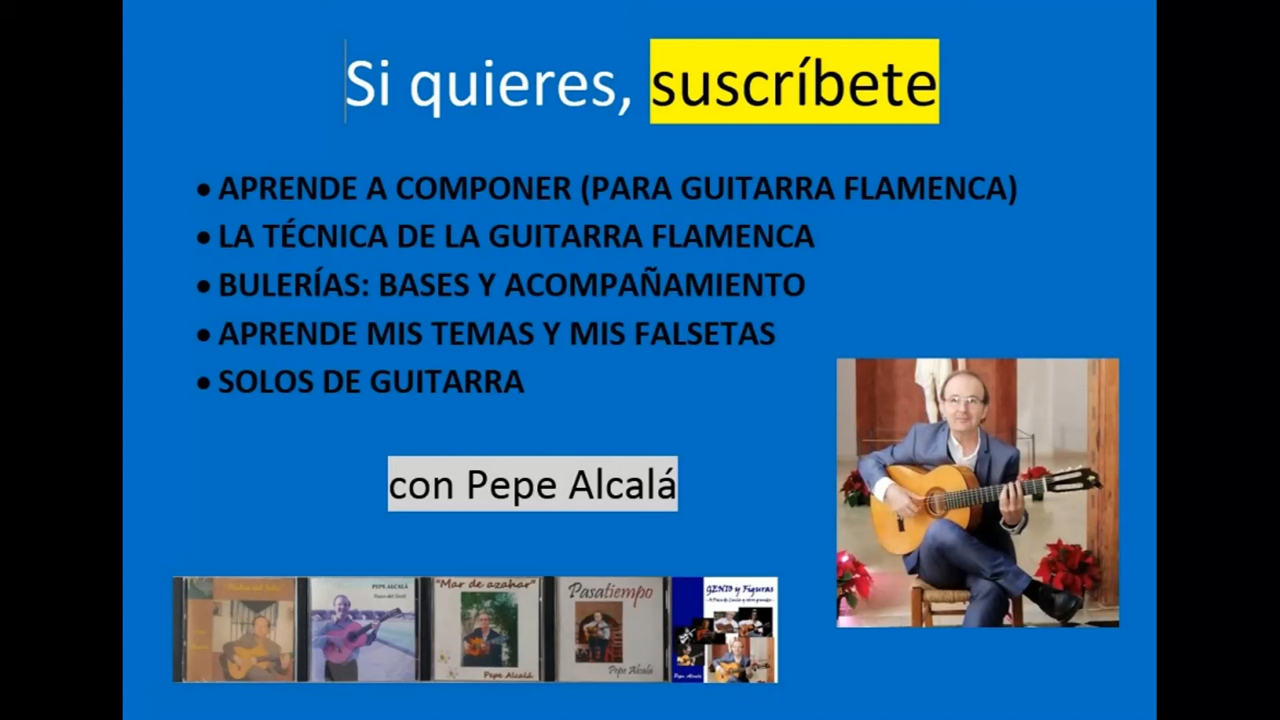 Si quieres, suscríbete
• APRENDE A COMPONER (PARA GUITARRA FLAMENCA)
• LA TÉCNICA DE LA GUITARRA FLAMENCA
• BULERÍAS: BASES Y ACOMPAÑAMIENTO
• APRENDE MIS TEMAS Y MIS FALSETAS
• SOLOS DE GUITARRA
con Pepe Alcalá
PEPE ALCALÁ
"Mar de azahar"
Pepe Alcalá
Pasatiempo
Pepe Alcalá
GENIO y Figuras
Pepe Alcalá